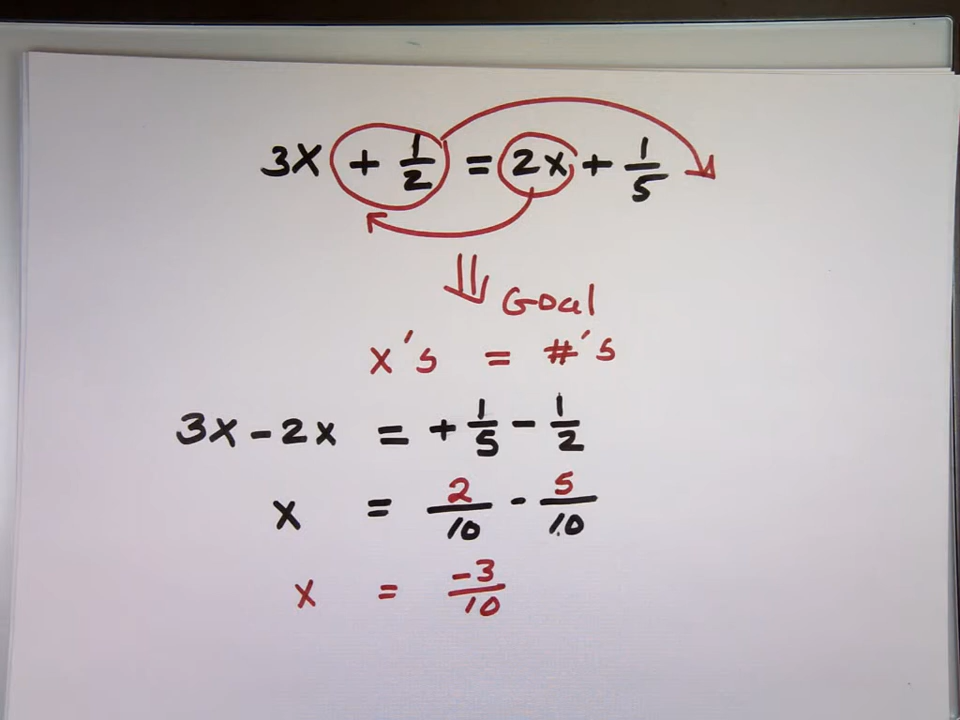 3x + 1/2 = 2x + 1/5
Goal
x's = #'s
3x - 2x = + 1/5 - 1/2
x = 2/10 - 5/10
x = -3/10